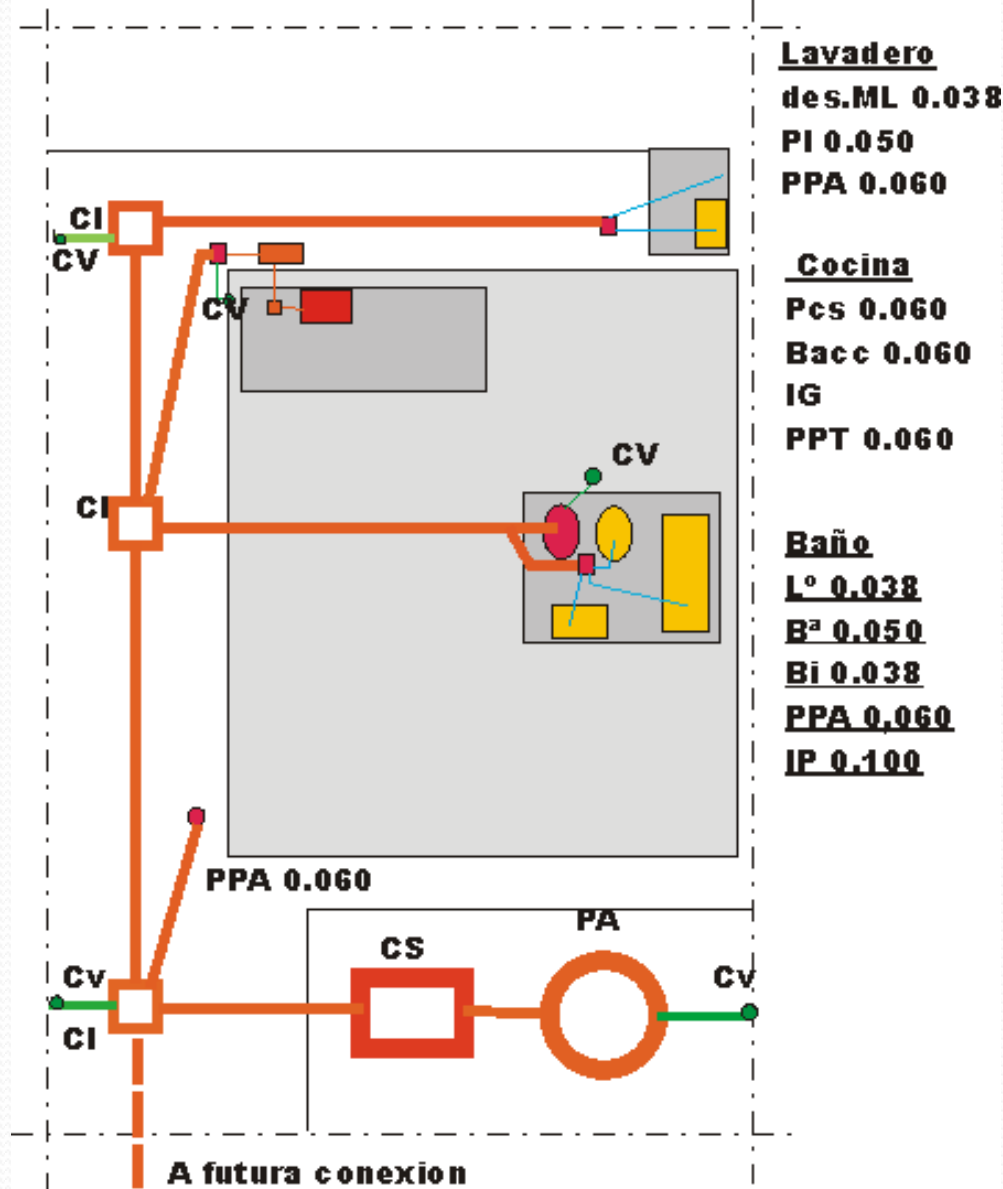 Lavadero
des.ML 0.038
PI 0.050
PPA 0.060
CI
CV
Cocina
CV
Pcs 0.060
Bacc 0.060
IG
PPT 0.060
CV
CI
Baño
Lº 0.038
Bª 0.050
Bi 0.038
PPA 0,060
IP 0.100
PPA 0.060
PA
CS
Cv
Cv
CI
A futura conexion